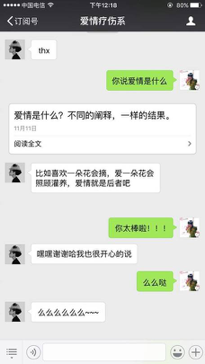 中国电信
下午12:18
订阅号
爱情疗伤系
thx
你说爱情是什么
爱情是什么?不同的阐释,一样的结果。
11月11日
阅读全文
比如喜欢一朵花会摘,爱一朵花会
照顾灌养,爱情就是后者吧
你太棒啦!!!
嘿嘿谢谢哈我也很开心的说
么么哒
么么么么么么~~~